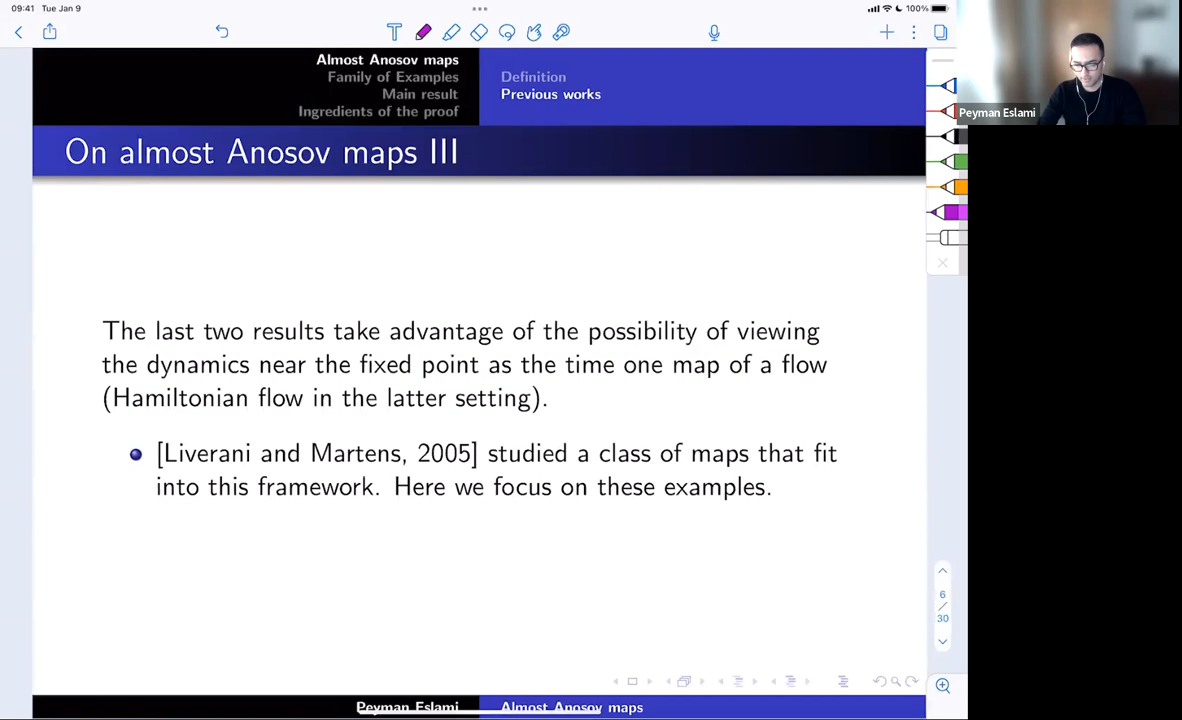 09:41 Tue Jan 9
100%
Almost Anosov maps
Family of Examples
Main result
Ingredients of the proof
Definition
Previous works
Peyman Eslami
On almost Anosov maps III
The last two results take advantage of the possibility of viewing
the dynamics near the fixed point as the time one map of a flow
(Hamiltonian flow in the latter setting).
[Liverani and Martens, 2005] studied a class of maps that fit
into this framework. Here we focus on these examples.
6
/
30
Peyman Eslami
Almost Anosov maps